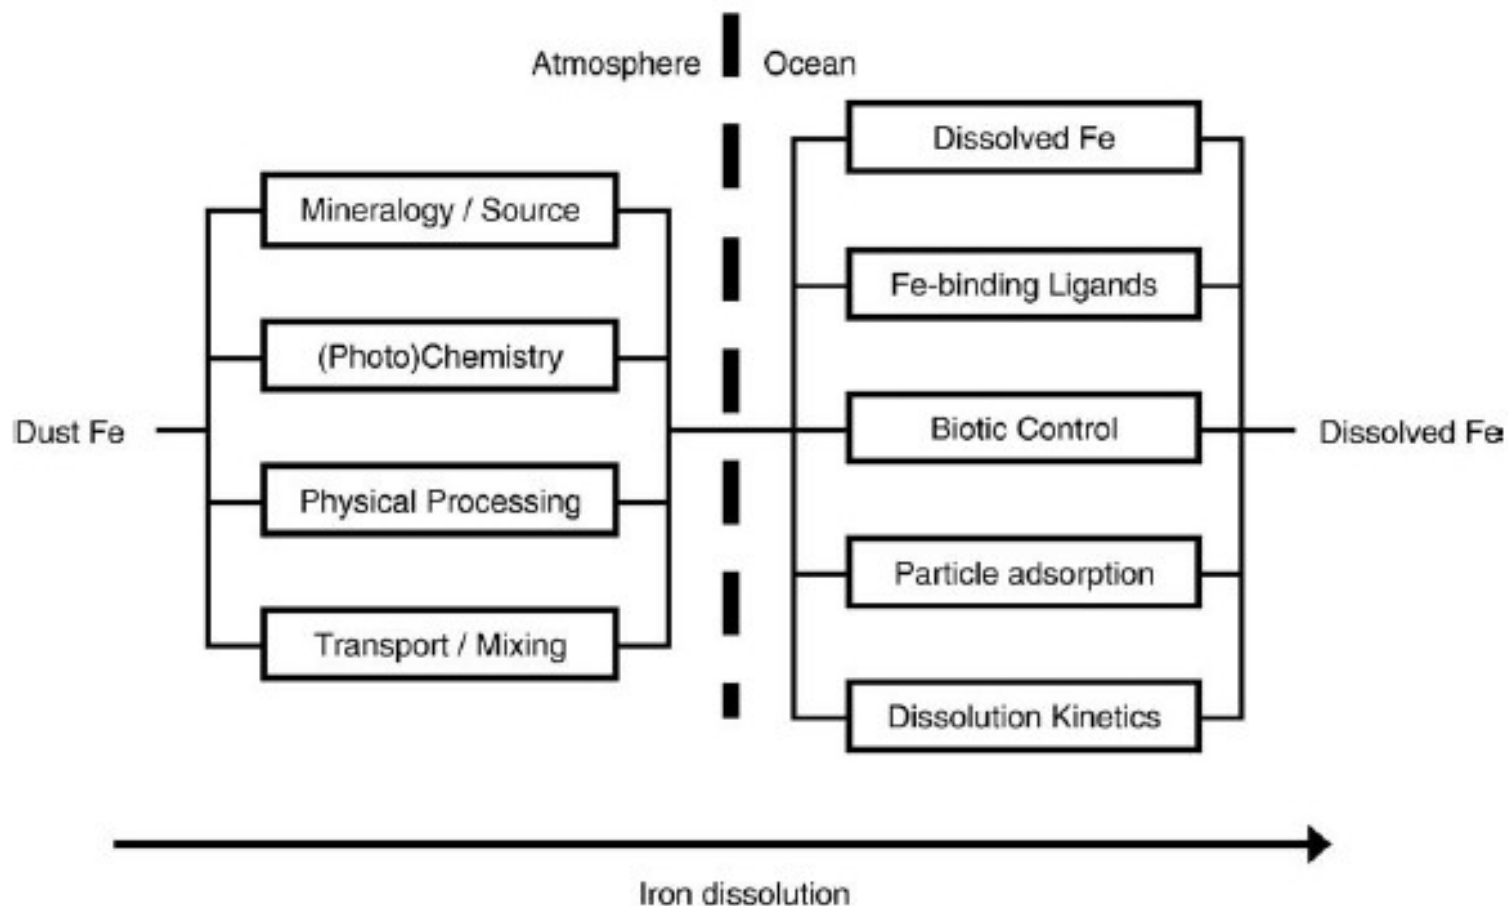 Atmosphere
Ocean
Dissolved Fe
Mineralogy / Source
Fe-binding Ligands
(Photo)Chemistry
Dust Fe
Biotic Control
Dissolved Fe
Physical Processing
Particle adsorption
Transport / Mixing
Dissolution Kinetics
Iron dissolution